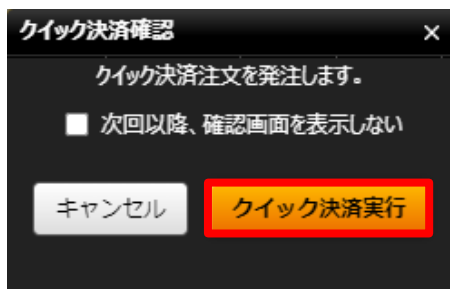 クイック決済確認 ×
クイック決済注文を発注します。
次回以降、確認画面を表示しない
キャンセル クイック決済実行